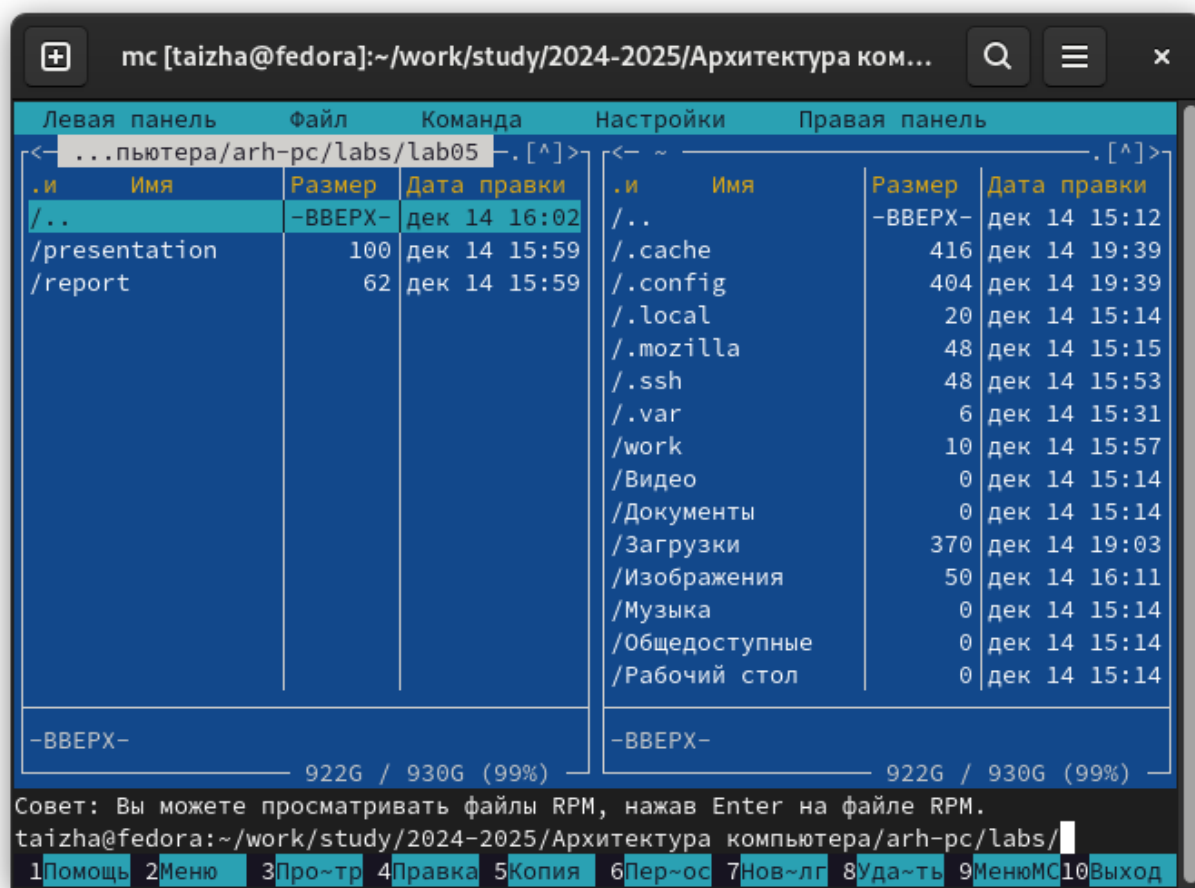 mc [taizha@fedora]:~/work/study/2024-2025/Архитектура ком...
Левая панель Файл Команда Настройки Правая панель
<─ ...пьютера/arh-pc/labs/lab05 ─.[^]>
.и Имя Размер Дата правки
/.. -ВВЕРХ- дек 14 16:02
/presentation 100 дек 14 15:59
/report 62 дек 14 15:59
-ВВЕРХ-
922G / 930G (99%)
<─ ~ ─.[^]>
.и Имя Размер Дата правки
/.. -ВВЕРХ- дек 14 15:12
/.cache 416 дек 14 19:39
/.config 404 дек 14 19:39
/.local 20 дек 14 15:14
/.mozilla 48 дек 14 15:15
/.ssh 48 дек 14 15:53
/.var 6 дек 14 15:31
/work 10 дек 14 15:57
/Видео 0 дек 14 15:14
/Документы 0 дек 14 15:14
/Загрузки 370 дек 14 19:03
/Изображения 50 дек 14 16:11
/Музыка 0 дек 14 15:14
/Общедоступные 0 дек 14 15:14
/Рабочий стол 0 дек 14 15:14
-ВВЕРХ-
922G / 930G (99%)
Совет: Вы можете просматривать файлы RPM, нажав Enter на файле RPM.
taizha@fedora:~/work/study/2024-2025/Архитектура компьютера/arh-pc/labs/
1Помощь 2Меню 3Про~тр 4Правка 5Копия 6Пер~ос 7Нов~лг 8Уда~ть 9МенюMC 10Выход